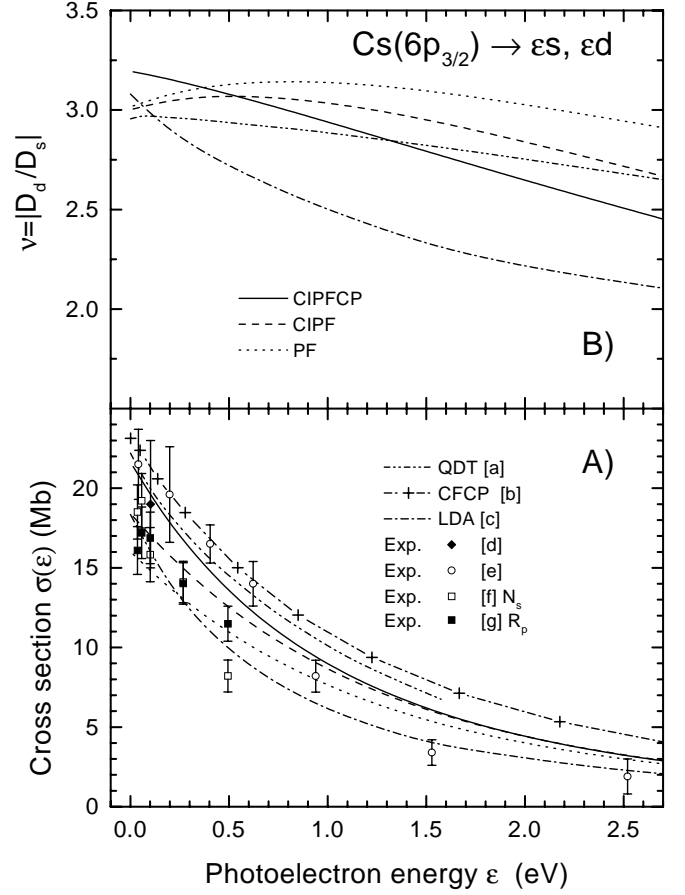 Cs(6p3/2) → εs, εd
3.5
3.0
2.5
2.0
ν=|Dd/Ds|
CIPFCP
CIPF
PF
B)
A)
20
15
10
5
0
Cross section σ(ε) (Mb)
QDT [a]
CFCP [b]
LDA [c]
Exp. [d]
Exp. [e]
Exp. [f] Ns
Exp. [g] Rp
0.0 0.5 1.0 1.5 2.0 2.5
Photoelectron energy ε (eV)